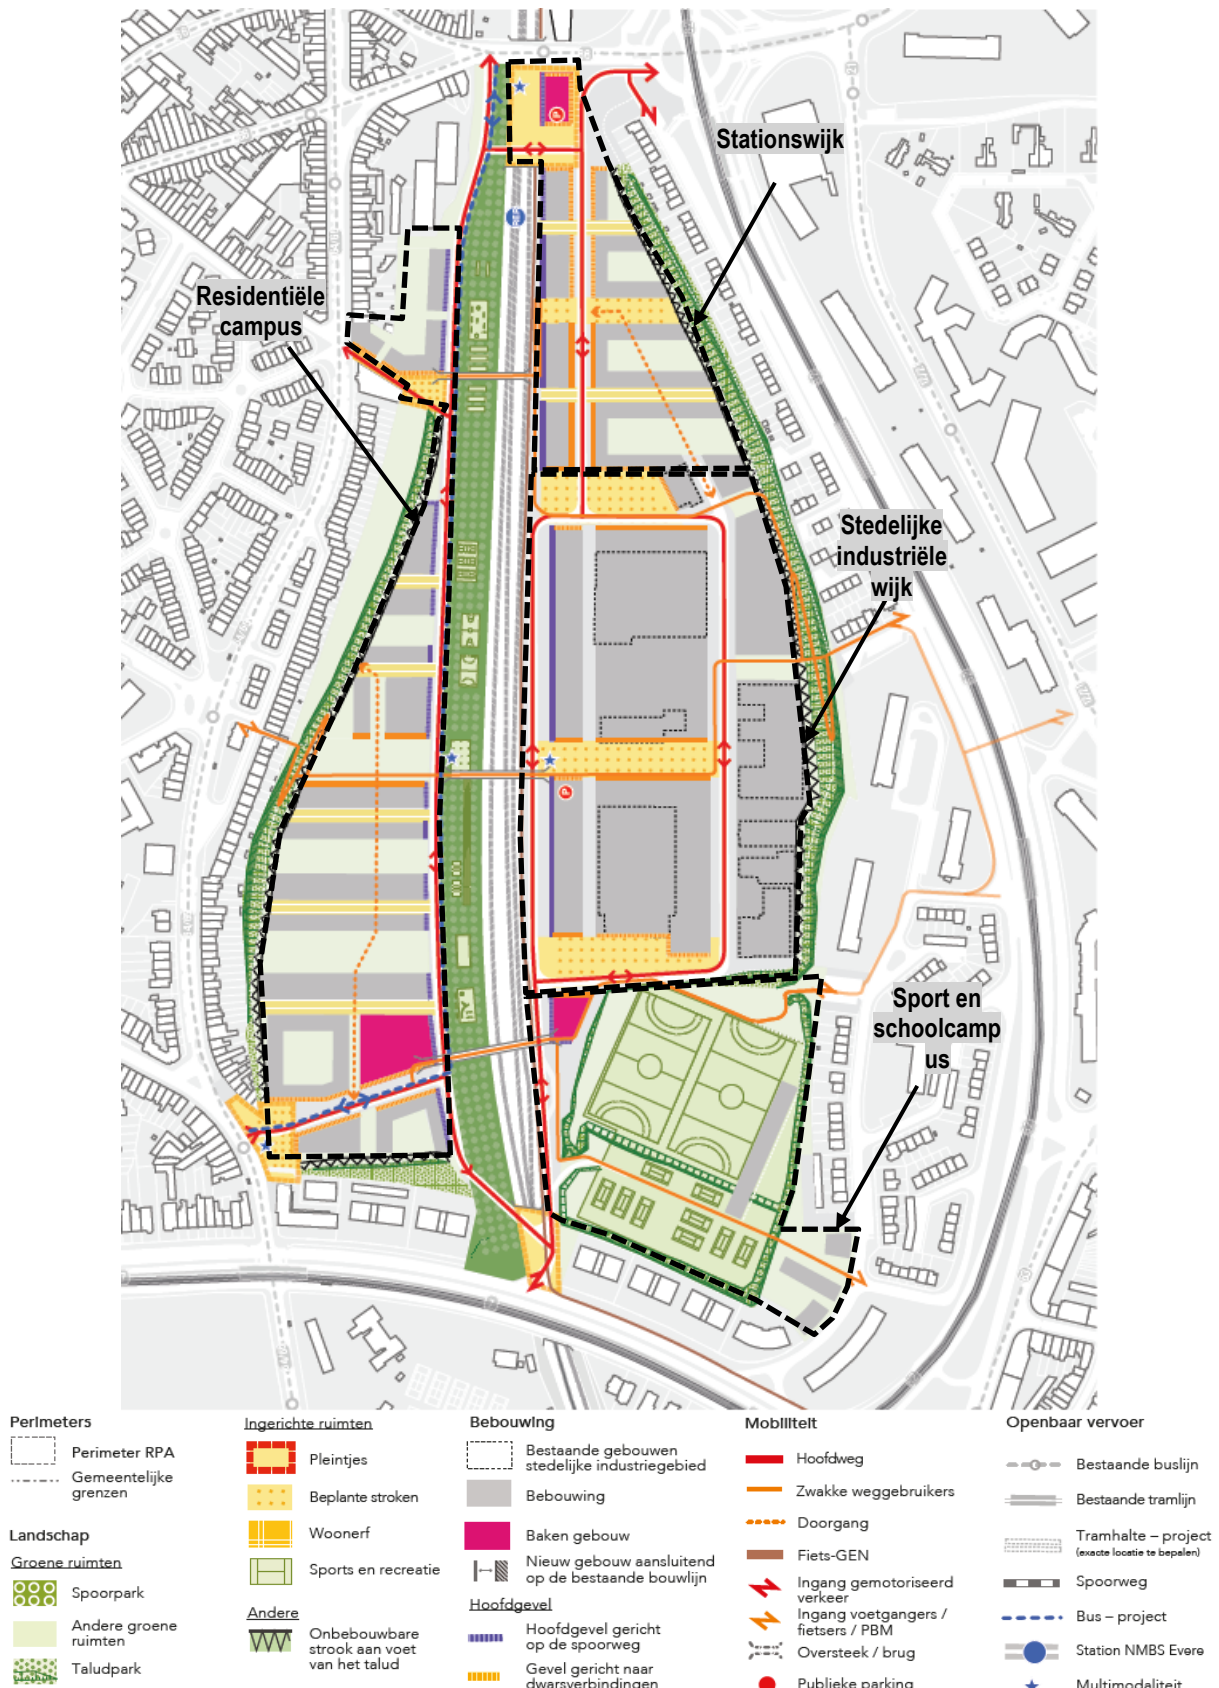 Stationswijk
Residentiële
campus
Stedelijke
industriële
wijk
Sport en
schoolcamp
us
P
P
Perimeters
Perimeter RPA
Gemeentelijke
grenzen
Landschap
Groene ruimten
Spoorpark
Andere groene
ruimten
Taludpark
Ingerichte ruimten
Pleintjes
Beplante stroken
Woonerf
Sports en recreatie
Andere
Onbebouwbare
strook aan voet
van het talud
Bebouwing
Bestaande gebouwen
stedelijke industriegebied
Bebouwing
Baken gebouw
Nieuw gebouw aansluitend
op de bestaande bouwlijn
Hoofdgevel
Hoofdgevel gericht
op de spoorweg
Gevel gericht naar
dwarsverbindingen
Mobiliteit
Hoofdweg
Zwakke weggebruikers
Doorgang
Fiets-GEN
Ingang gemotoriseerd
verkeer
Ingang voetgangers /
fietsers / PBM
Oversteek / brug
Publieke parking
Openbaar vervoer
Bestaande buslijn
Bestaande tramlijn
Tramhalte – project
(exacte locatie te bepalen)
Spoorweg
Bus – project
Station NMBS Evere
Multimodaliteit